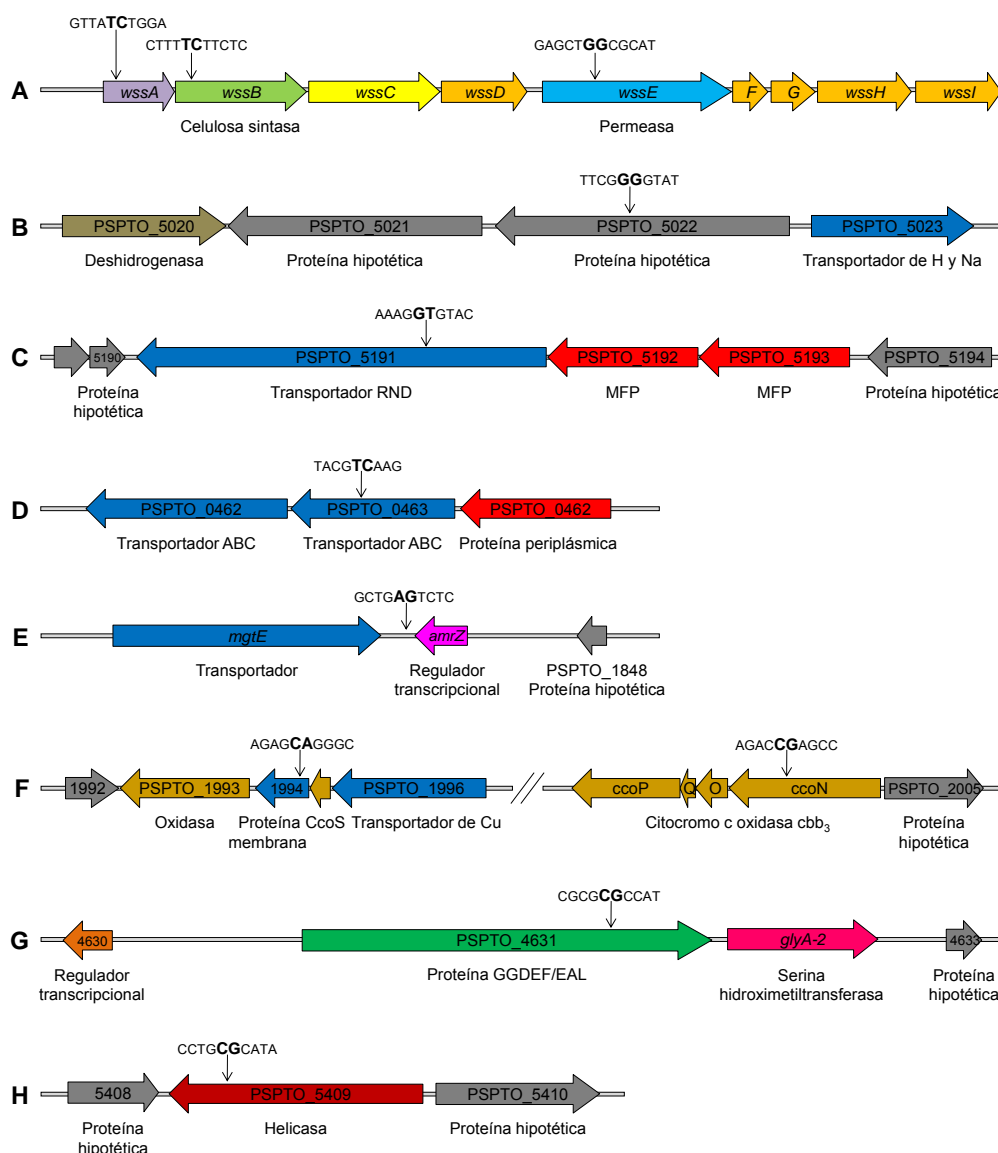 GTTATCTGGA
CTTTTCTTCTC
GAGCTGGCGCAT
A wssA wssB wssC wssD wssE F G wssH wssI
Celulosa sintasa Permeasa
TTCGGGGTAT
B PSPTO_5020 PSPTO_5021 PSPTO_5022 PSPTO_5023
Deshidrogenasa Proteína hipotética Proteína hipotética Transportador de H y Na
AAAGGTGTAC
C 5190 PSPTO_5191 PSPTO_5192 PSPTO_5193 PSPTO_5194
Proteína Transportador RND MFP MFP Proteína hipotética
hipotética
TACGTCAAG
D PSPTO_0462 PSPTO_0463 PSPTO_0462
Transportador ABC Transportador ABC Proteína periplásmica
GCTGAGTCTC
E mgtE amrZ
Transportador Regulador PSPTO_1848
transcripcional Proteína hipotética
AGAGCAGGGC AGACCGAGCC
F 1992 PSPTO_1993 1994 PSPTO_1996 ccoP Q O ccoN PSPTO_2005
Oxidasa Proteína CcoS Transportador de Cu Citocromo c oxidasa cbb₃ Proteína
membrana hipotética
CGCGCGCCAT
G 4630 PSPTO_4631 glyA-2 4633
Regulador Proteína GGDEF/EAL Serina Proteína
transcripcional hidroximetiltransferasa hipotética
CCTGCGCATA
H 5408 PSPTO_5409 PSPTO_5410
Proteína Helicasa Proteína hipotética
hipotética